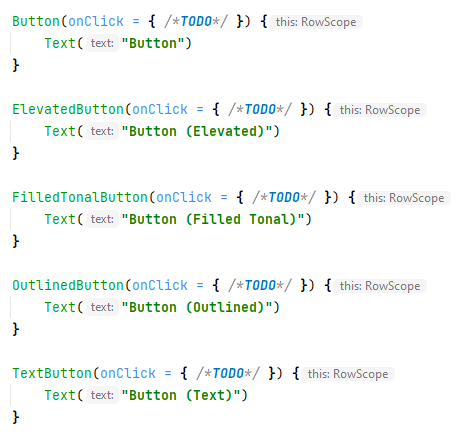 Button(onClick = { /*TODO*/ }) { this: RowScope
    Text( text: "Button")
}

ElevatedButton(onClick = { /*TODO*/ }) { this: RowScope
    Text( text: "Button (Elevated)")
}

FilledTonalButton(onClick = { /*TODO*/ }) { this: RowScope
    Text( text: "Button (Filled Tonal)")
}

OutlinedButton(onClick = { /*TODO*/ }) { this: RowScope
    Text( text: "Button (Outlined)")
}

TextButton(onClick = { /*TODO*/ }) { this: RowScope
    Text( text: "Button (Text)")
}